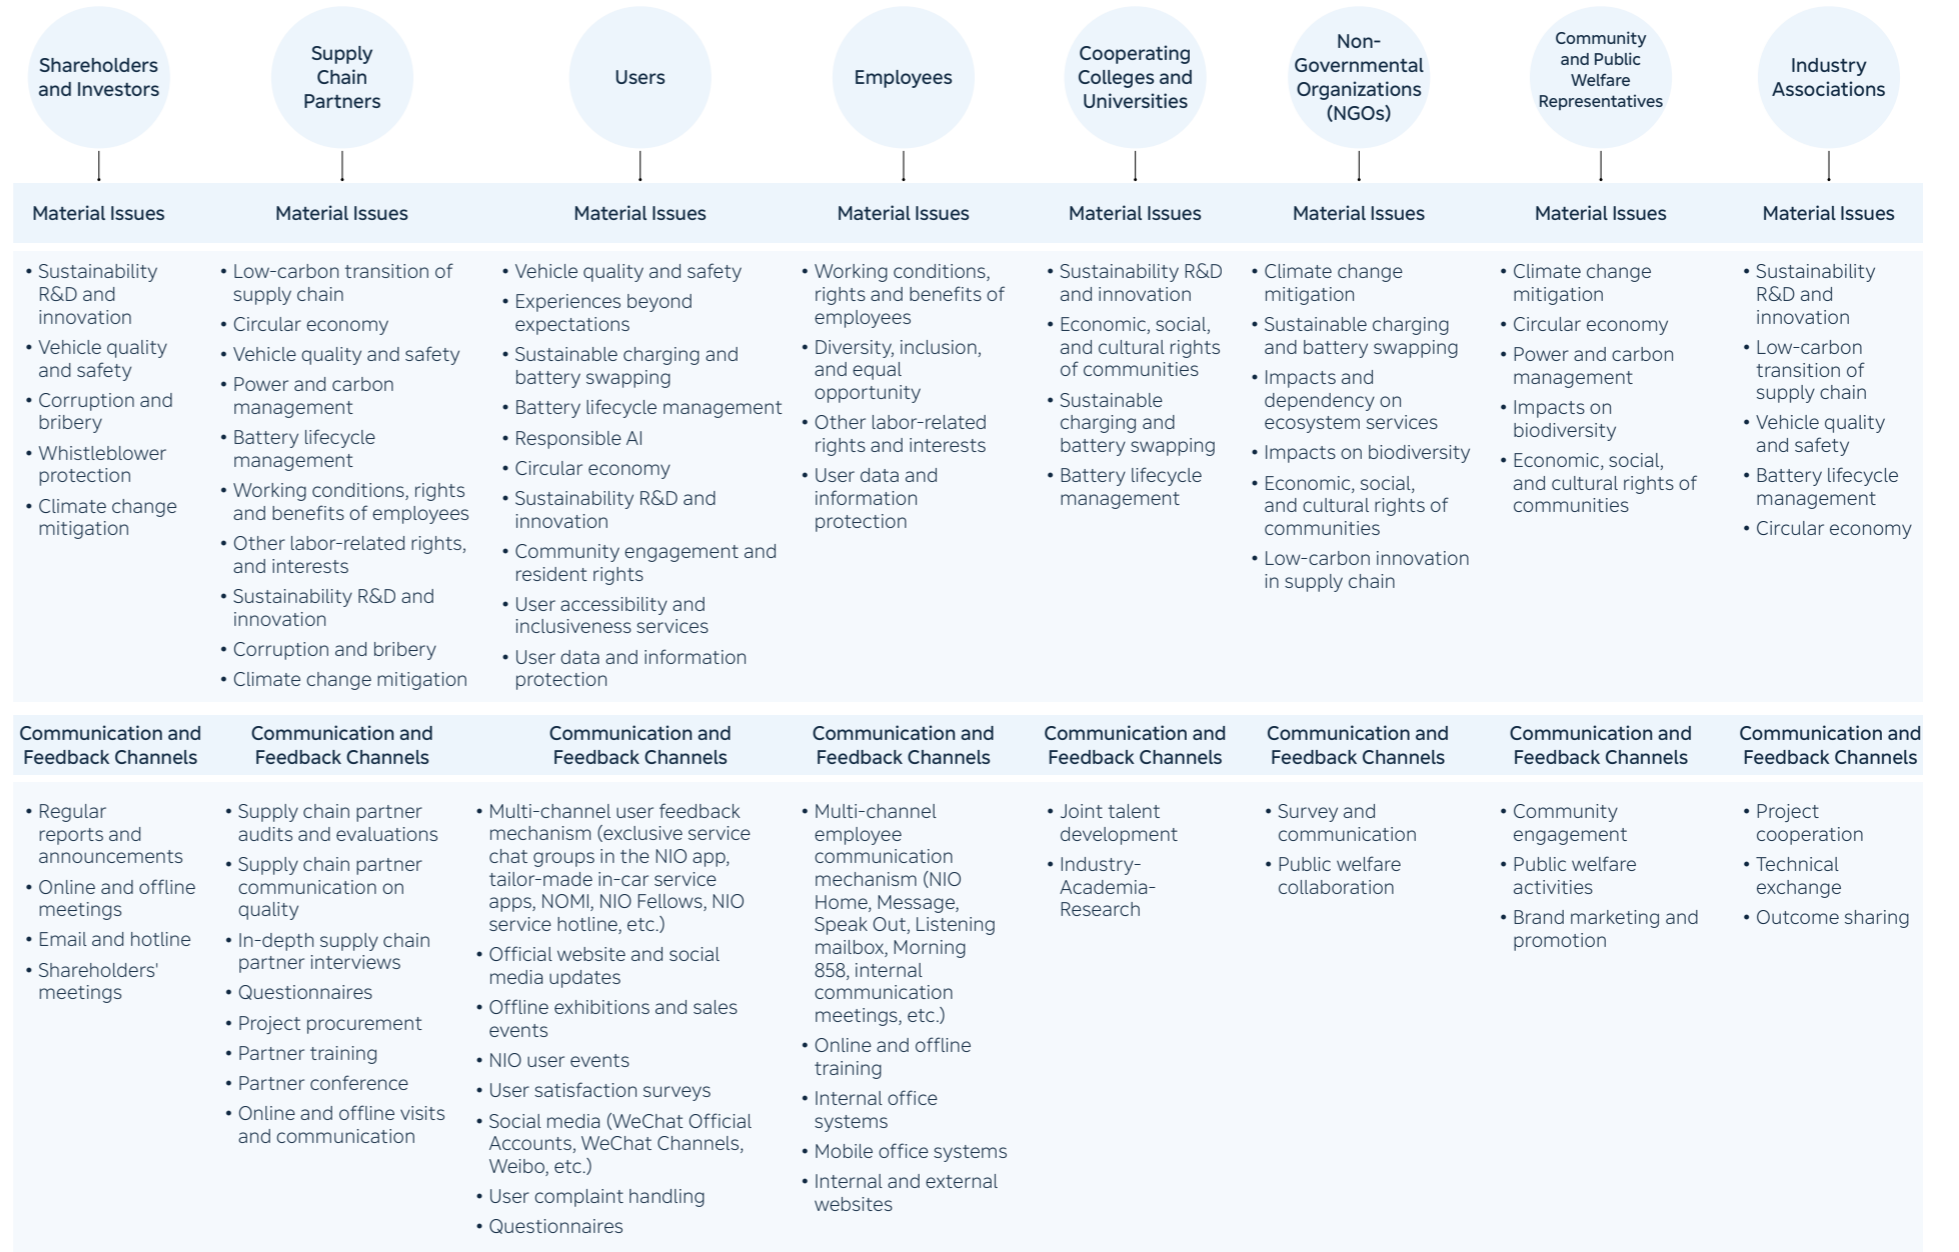 Shareholders
and Investors
Supply
Chain
Partners
Users
Employees
Cooperating
Colleges and
Universities
Non-
Governmental
Organizations
(NGOs)
Community
and Public
Welfare
Representatives
Industry
Associations
Material Issues
Material Issues
Material Issues
Material Issues
Material Issues
Material Issues
Material Issues
Material Issues
• Sustainability
R&D and
innovation
• Vehicle quality
and safety
• Corruption and
bribery
• Whistleblower
protection
• Climate change
mitigation
• Low-carbon transition of
supply chain
• Circular economy
• Vehicle quality and safety
• Power and carbon
management
• Battery lifecycle
management
• Working conditions, rights
and benefits of employees
• Other labor-related rights,
and interests
• Sustainability R&D and
innovation
• Corruption and bribery
• Climate change mitigation
• Vehicle quality and safety
• Experiences beyond
expectations
• Sustainable charging and
battery swapping
• Battery lifecycle management
• Responsible AI
• Circular economy
• Sustainability R&D and
innovation
• Community engagement and
resident rights
• User accessibility and
inclusiveness services
• User data and information
protection
• Working conditions,
rights and benefits of
employees
• Diversity, inclusion,
and equal
opportunity
• Other labor-related
rights and interests
• User data and
information
protection
• Sustainability R&D
and innovation
• Economic, social,
and cultural rights
of communities
• Sustainable
charging and
battery swapping
• Battery lifecycle
management
• Climate change
mitigation
• Sustainable charging
and battery swapping
• Impacts and
dependency on
ecosystem services
• Impacts on biodiversity
• Economic, social,
and cultural rights of
communities
• Low-carbon innovation
in supply chain
• Climate change
mitigation
• Circular economy
• Power and carbon
management
• Impacts on
biodiversity
• Economic, social,
and cultural rights of
communities
• Sustainability
R&D and
innovation
• Low-carbon
transition of
supply chain
• Vehicle quality
and safety
• Battery lifecycle
management
• Circular economy
Communication and
Feedback Channels
Communication and
Feedback Channels
Communication and
Feedback Channels
Communication and
Feedback Channels
Communication and
Feedback Channels
Communication and
Feedback Channels
Communication and
Feedback Channels
Communication and
Feedback Channels
• Regular
reports and
announcements
• Online and offline
meetings
• Email and hotline
• Shareholders'
meetings
• Supply chain partner
audits and evaluations
• Supply chain partner
communication on
quality
• In-depth supply chain
partner interviews
• Questionnaires
• Project procurement
• Partner training
• Partner conference
• Online and offline visits
and communication
• Multi-channel user feedback
mechanism (exclusive service
chat groups in the NIO app,
tailor-made in-car service
apps, NOMI, NIO Fellows, NIO
service hotline, etc.)
• Official website and social
media updates
• Offline exhibitions and sales
events
• NIO user events
• User satisfaction surveys
• Social media (WeChat Official
Accounts, WeChat Channels,
Weibo, etc.)
• User complaint handling
• Questionnaires
• Multi-channel
employee
communication
mechanism (NIO
Home, Message,
Speak Out, Listening
mailbox, Morning
858, internal
communication
meetings, etc.)
• Online and offline
training
• Internal office
systems
• Mobile office systems
• Internal and external
websites
• Joint talent
development
• Industry-
Academia-
Research
• Survey and
communication
• Public welfare
collaboration
• Community
engagement
• Public welfare
activities
• Brand marketing and
promotion
• Project
cooperation
• Technical
exchange
• Outcome sharing